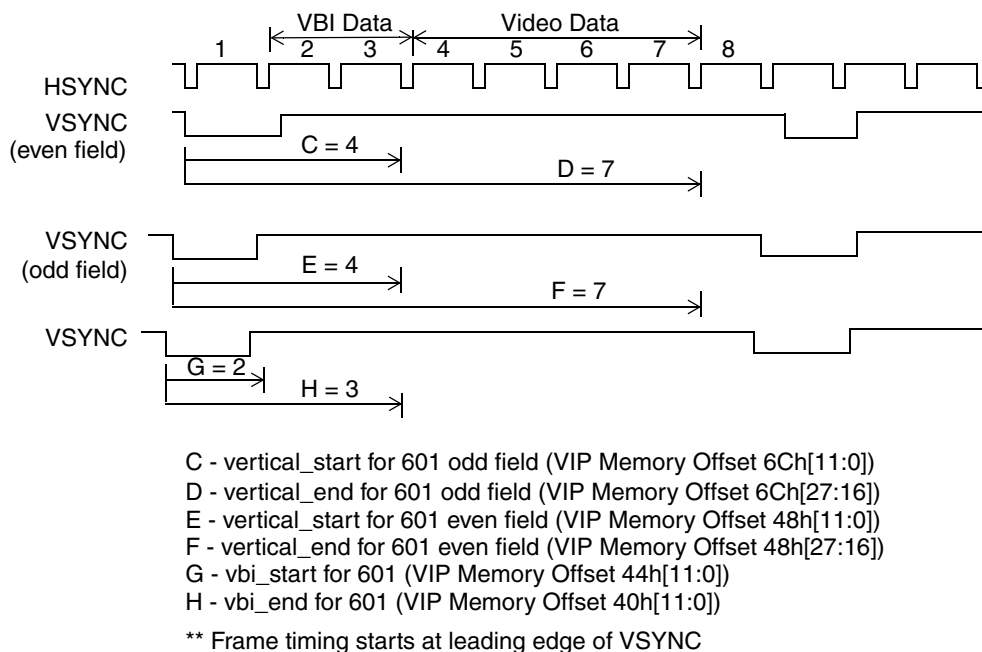 VBI Data Video Data
1 2 3 4 5 6 7 8
HSYNC
VSYNC
(even field)
C = 4
D = 7
VSYNC
(odd field)
E = 4
F = 7
VSYNC
G = 2
H = 3
C - vertical_start for 601 odd field (VIP Memory Offset 6Ch[11:0])
D - vertical_end for 601 odd field (VIP Memory Offset 6Ch[27:16])
E - vertical_start for 601 even field (VIP Memory Offset 48h[11:0])
F - vertical_end for 601 even field (VIP Memory Offset 48h[27:16])
G - vbi_start for 601 (VIP Memory Offset 44h[11:0])
H - vbi_end for 601 (VIP Memory Offset 40h[11:0])
** Frame timing starts at leading edge of VSYNC